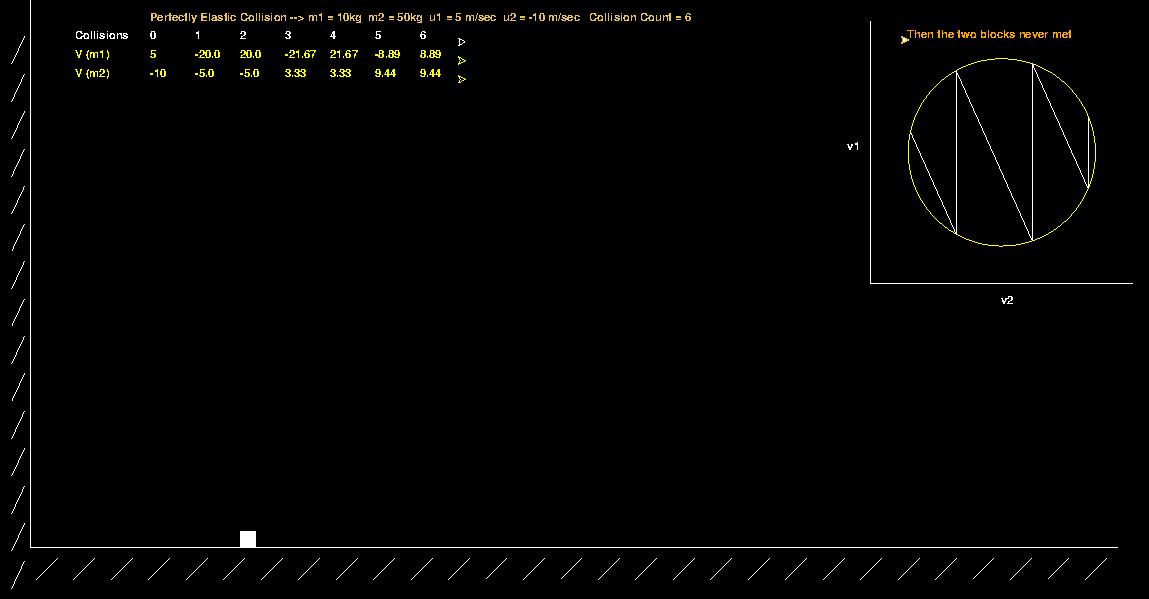 Perfectly Elastic Collision --> m1 = 10kg m2 = 50kg u1 = 5 m/sec u2 = -10 m/sec Collision Count = 6
Collisions 0 1 2 3 4 5 6
V (m1) 5 -20.0 20.0 -21.67 21.67 -8.89 8.89
V (m2) -10 -5.0 -5.0 3.33 3.33 9.44 9.44
Then the two blocks never met
v1
v2